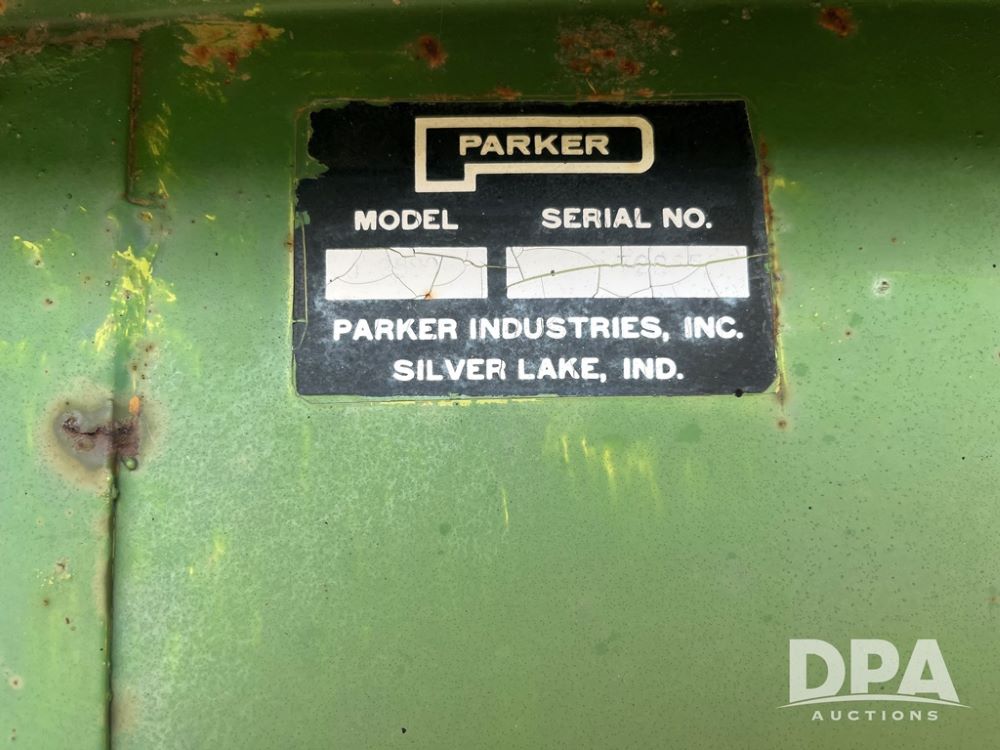 PARKER
MODEL SERIAL NO.
PARKER INDUSTRIES, INC.
SILVER LAKE, IND.
DPA
AUCTIONS